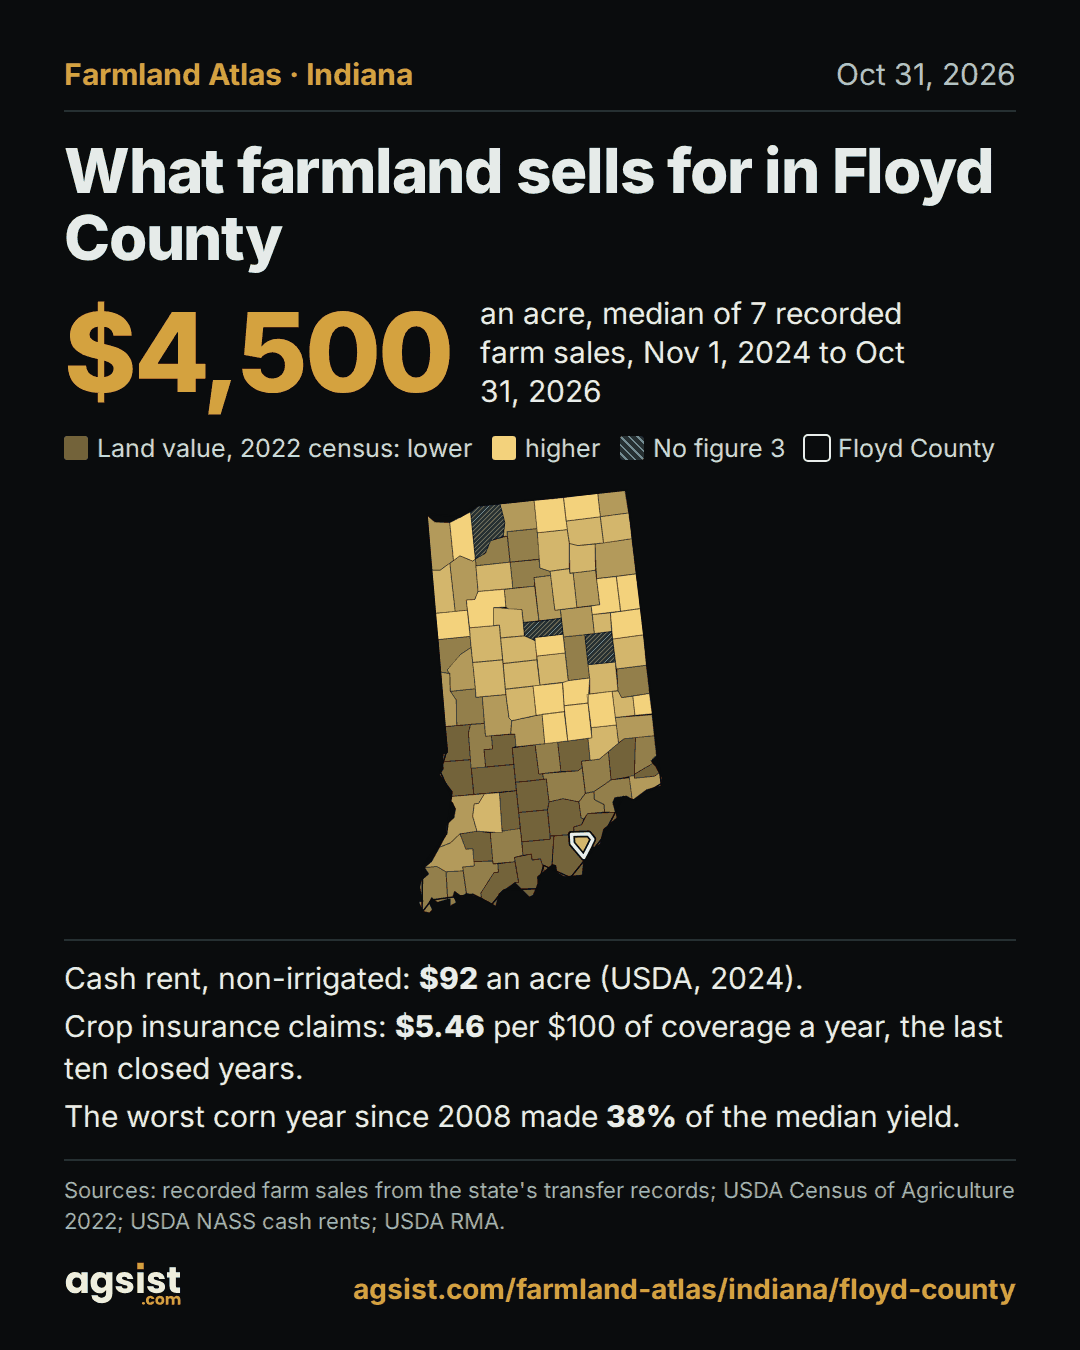 Farmland Atlas · Indiana
Oct 31, 2026
What farmland sells for in Floyd
County
$4,500
an acre, median of 7 recorded
farm sales, Nov 1, 2024 to Oct
31, 2026
Land value, 2022 census: lower
higher
No figure 3
Floyd County
Cash rent, non-irrigated: $92 an acre (USDA, 2024).
Crop insurance claims: $5.46 per $100 of coverage a year, the last
ten closed years.
The worst corn year since 2008 made 38% of the median yield.
Sources: recorded farm sales from the state's transfer records; USDA Census of Agriculture
2022; USDA NASS cash rents; USDA RMA.
agsist
.com
agsist.com/farmland-atlas/indiana/floyd-county